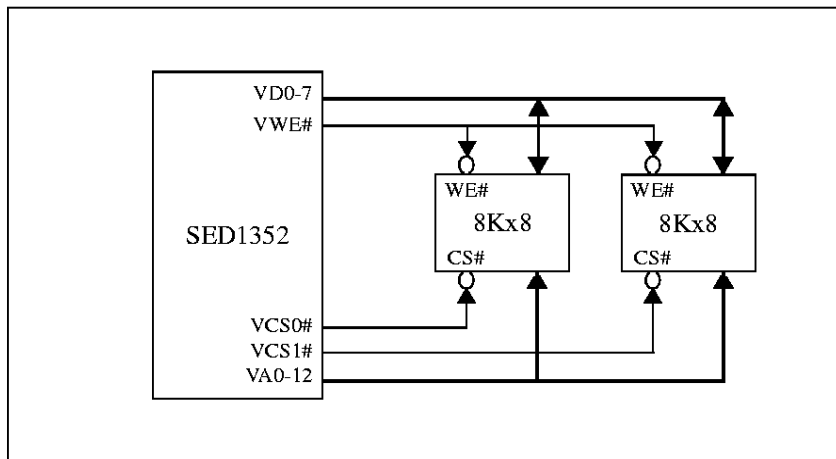 VD0-7
VWE#
WE#
WE#
8Kx8
8Kx8
SED1352
CS#
CS#
VCS0#
VCS1#
VA0-12